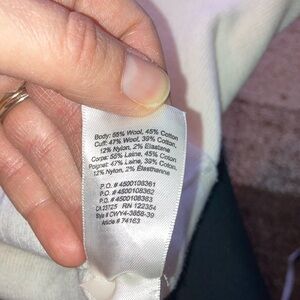 Body: 55% Wool, 45% Cotton
Cuff: 47% Wool, 39% Cotton,
12% Nylon, 2% Elastane
Corps: 55% Laine, 45% Coton
Poignet: 47% Laine, 39% Coton,
12% Nylon, 2% Élasthanne
P.O. # 4500108361
P.O. # 4500108362
P.O. # 4500108363
CA 23725 RN 122354
Style # CWY4-3858-39
Article # 74163